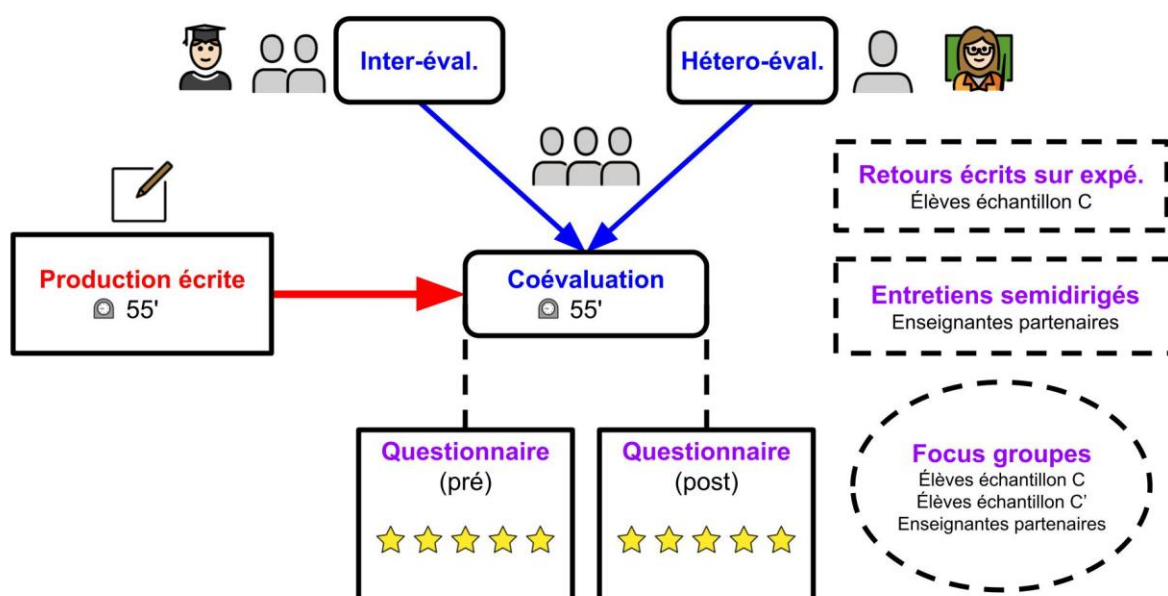 Inter-éval.
Hétéro-éval.
Retours écrits sur expé.
Élèves échantillon C
Production écrite
55'
Coévaluation
55'
Entretiens semidirigés
Enseignantes partenaires
Questionnaire
(pré)
Questionnaire
(post)
Focus groupes
Élèves échantillon C
Élèves échantillon C'
Enseignantes partenaires